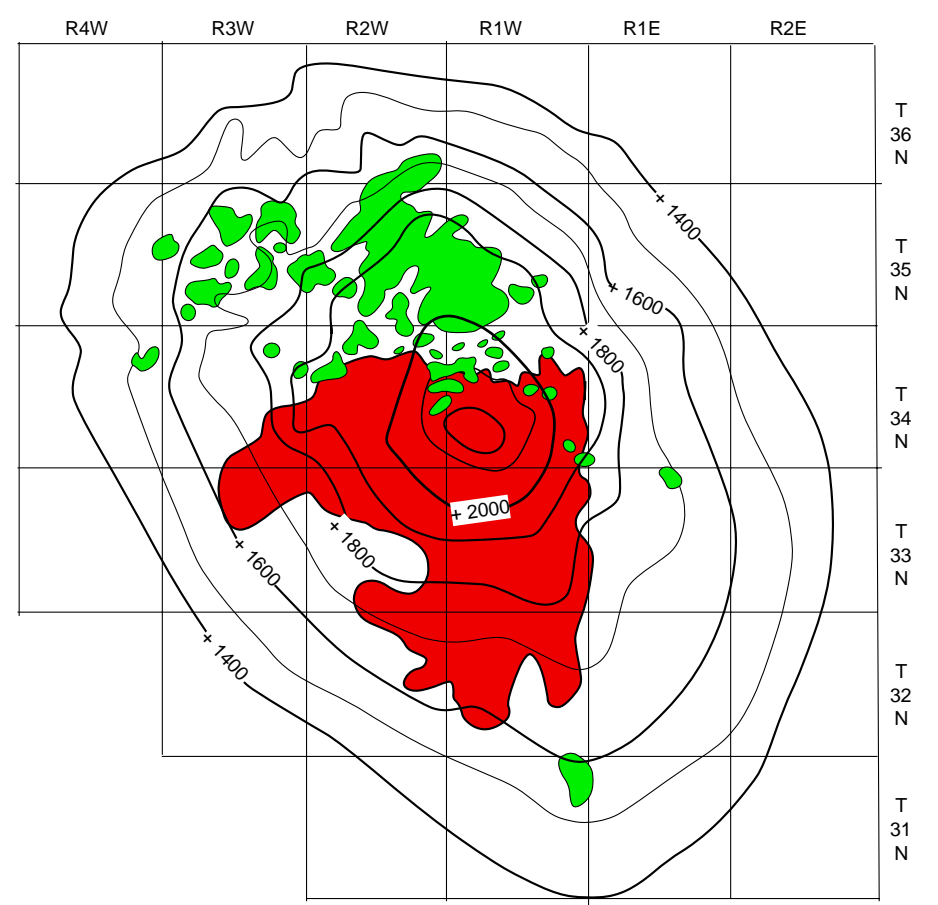 R4W R3W R2W R1W R1E R2E
T
36
N
+ 1400
T
35
N
+ 1600
+ 1800
T
34
N
+ 2000
+ 1800
+ 1600
T
33
N
+ 1400
T
32
N
T
31
N